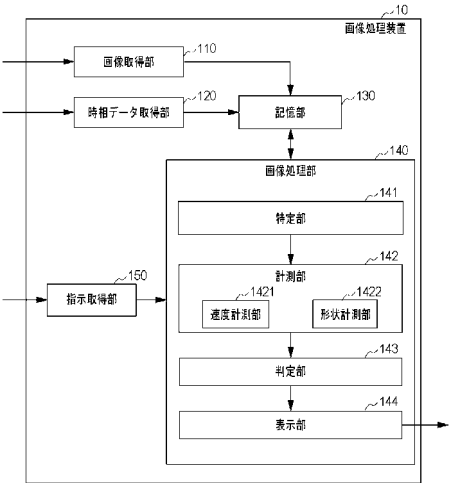 10
画像処理装置
画像取得部
110
時相データ取得部
120
記憶部
130
140
画像処理部
141
特定部
142
計測部
1421
速度計測部
1422
形状計測部
150
指示取得部
143
判定部
144
表示部